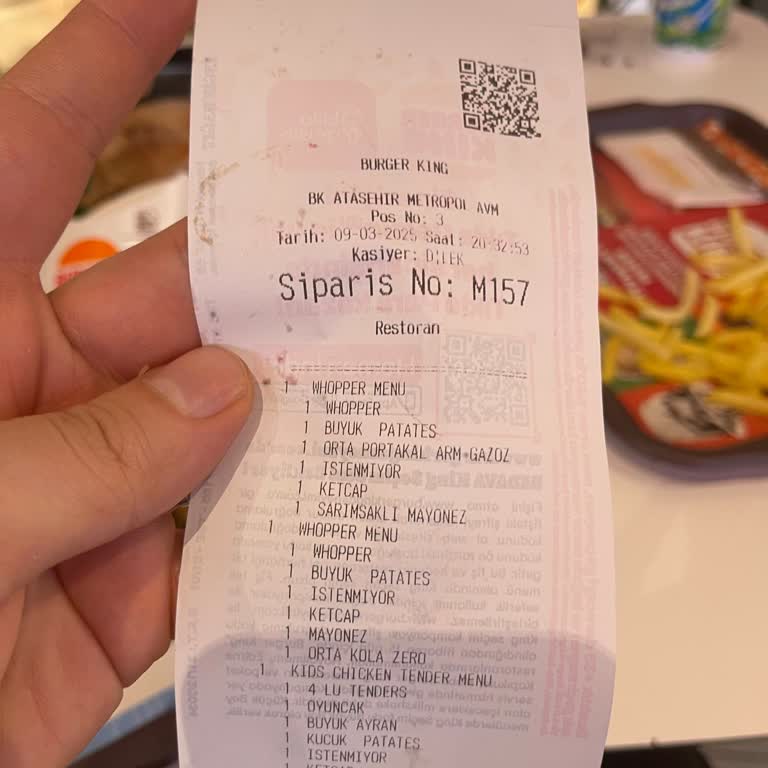 BURGER KING
BK ATASEHIR METROPOL AVM
Pos No: 3
Tarih: 09-03-2025 Saat: 20:32:53
Kasiyer: DILEK
Siparis No: M157
Restoran
1 WHOPPER MENU
1 WHOPPER
1 BUYUK PATATES
1 ORTA PORTAKAL ARM-GAZOZ
1 ISTENMIYOR
1 KETCAP
1 SARIMSAKLI MAYONEZ
1 WHOPPER MENU
1 WHOPPER
1 BUYUK PATATES
1 ISTENMIYOR
1 KETCAP
1 MAYONEZ
1 ORTA KOLA ZERO
1 KIDS CHICKEN TENDER MENU
1 4 LU TENDERS
1 OYUNCAK
1 BUYUK AYRAN
1 KUCUK PATATES
1 ISTENMIYOR